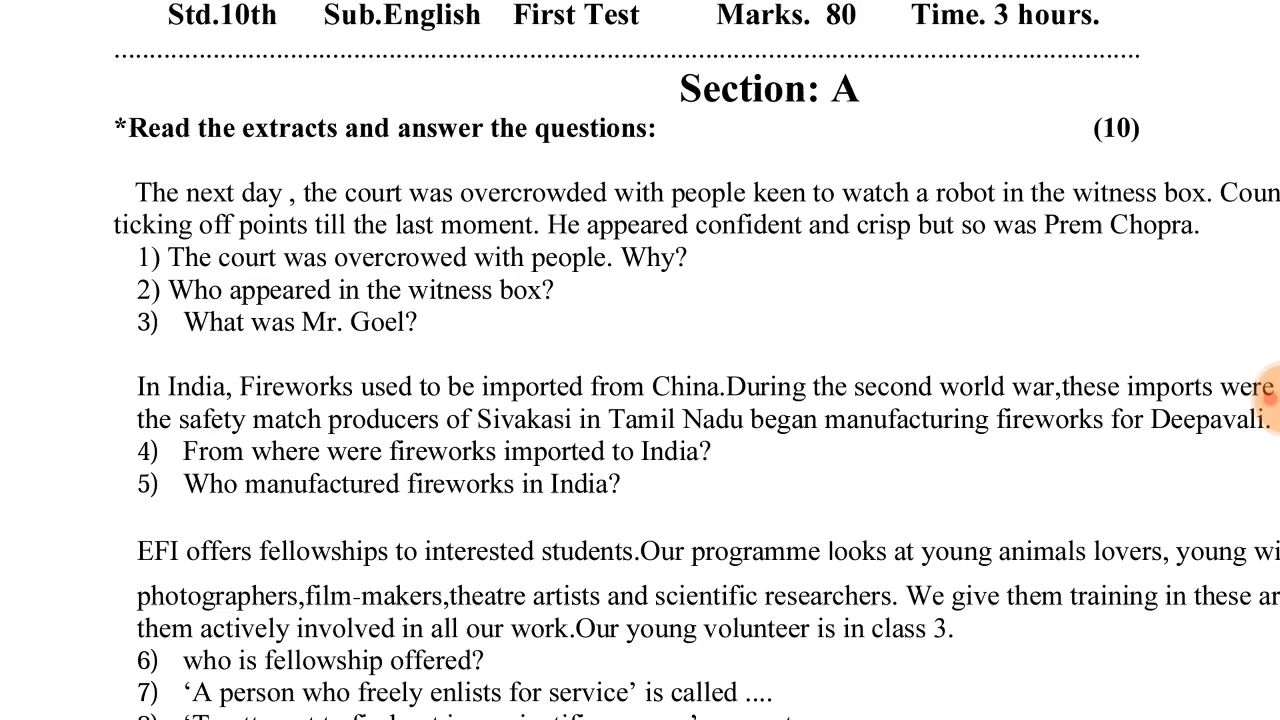 Std.10th Sub.English First Test Marks. 80 Time. 3 hours.
Section: A
*Read the extracts and answer the questions: (10)
The next day , the court was overcrowded with people keen to watch a robot in the witness box. Coun
ticking off points till the last moment. He appeared confident and crisp but so was Prem Chopra.
1) The court was overcrowed with people. Why?
2) Who appeared in the witness box?
3) What was Mr. Goel?
In India, Fireworks used to be imported from China.During the second world war,these imports were
the safety match producers of Sivakasi in Tamil Nadu began manufacturing fireworks for Deepavali.
4) From where were fireworks imported to India?
5) Who manufactured fireworks in India?
EFI offers fellowships to interested students.Our programme looks at young animals lovers, young wi
photographers,film-makers,theatre artists and scientific researchers. We give them training in these ar
them actively involved in all our work.Our young volunteer is in class 3.
6) who is fellowship offered?
7) ‘A person who freely enlists for service’ is called ....